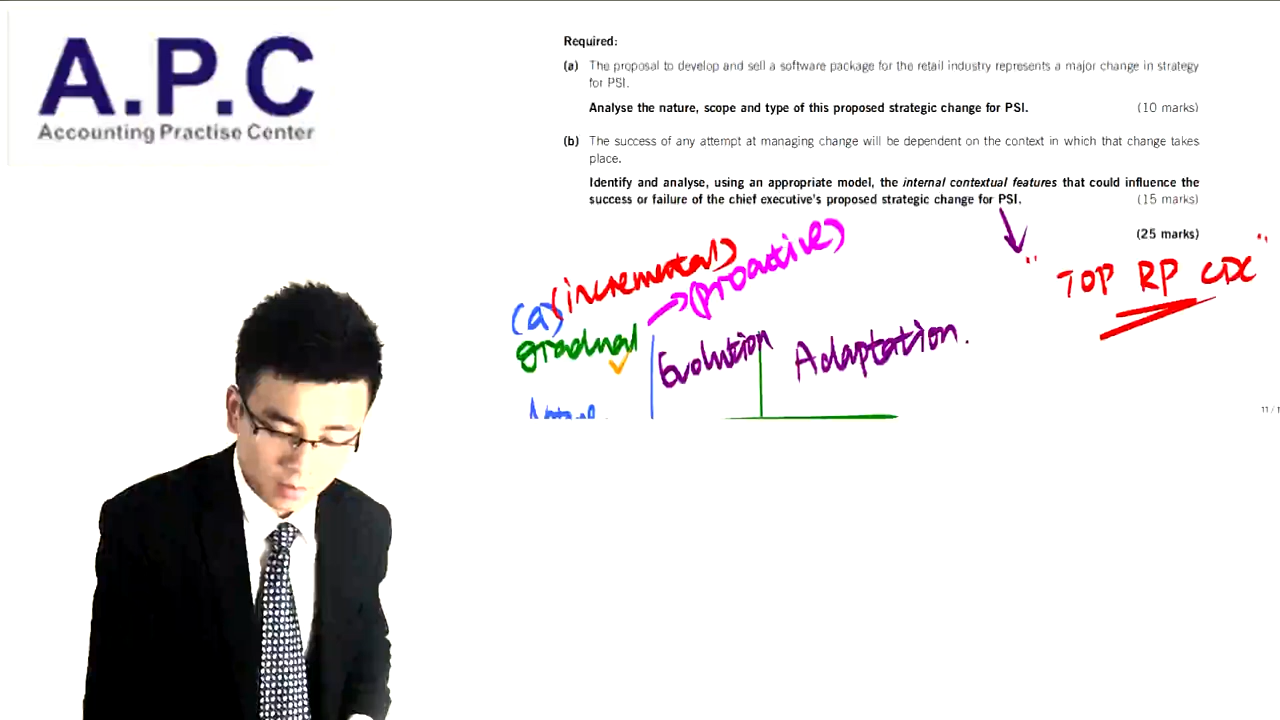 A.P.C
Accounting Practise Center
Required:
(a) The proposal to develop and sell a software package for the retail industry represents a major change in strategy
for PSI.
Analyse the nature, scope and type of this proposed strategic change for PSI. (10 marks)
(b) The success of any attempt at managing change will be dependent on the context in which that change takes
place.
Identify and analyse, using an appropriate model, the internal contextual features that could influence the
success or failure of the chief executive's proposed strategic change for PSI. (15 marks)
(25 marks)
" TOP RP CDC "
(a) (incremental) (proactive)
gradual Evolution Adaptation.
11 / 1